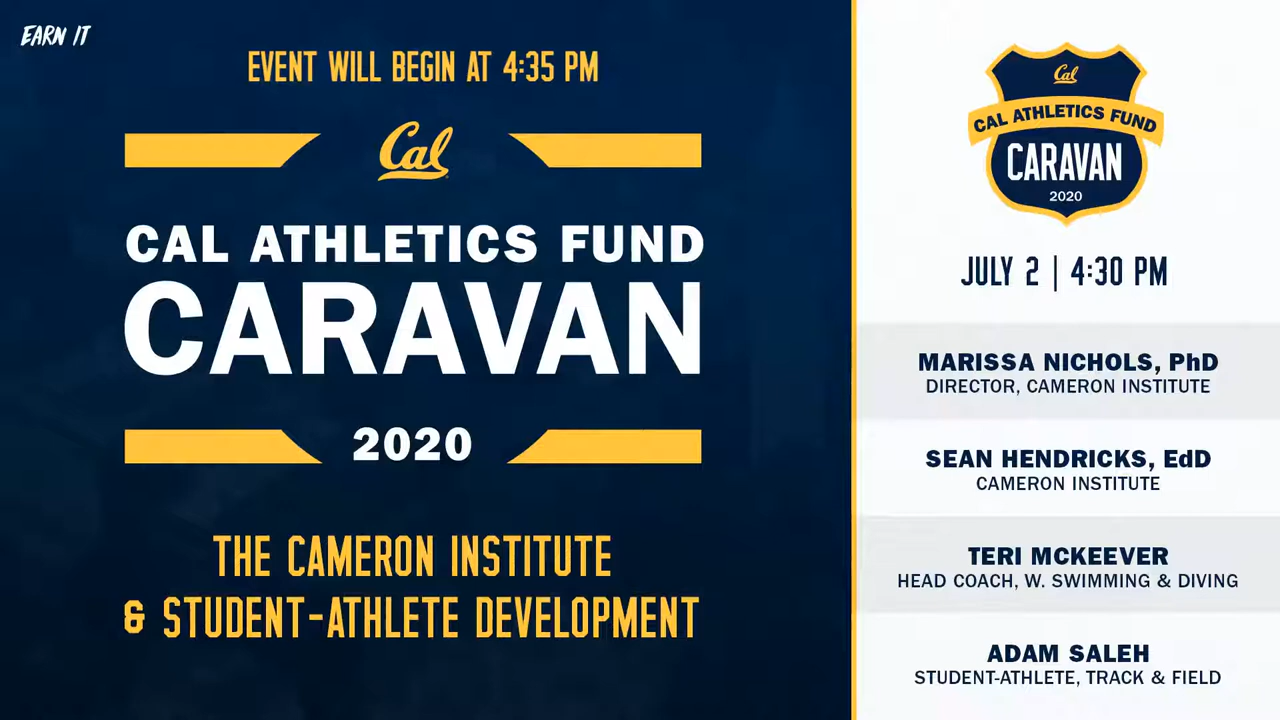 EARN IT
EVENT WILL BEGIN AT 4:35 PM
Cal
CAL ATHLETICS FUND
CARAVAN
2020
THE CAMERON INSTITUTE
& STUDENT-ATHLETE DEVELOPMENT
Cal
CAL ATHLETICS FUND
CARAVAN
2020
JULY 2 | 4:30 PM
MARISSA NICHOLS, PhD
DIRECTOR, CAMERON INSTITUTE
SEAN HENDRICKS, EdD
CAMERON INSTITUTE
TERI MCKEEVER
HEAD COACH, W. SWIMMING & DIVING
ADAM SALEH
STUDENT-ATHLETE, TRACK & FIELD